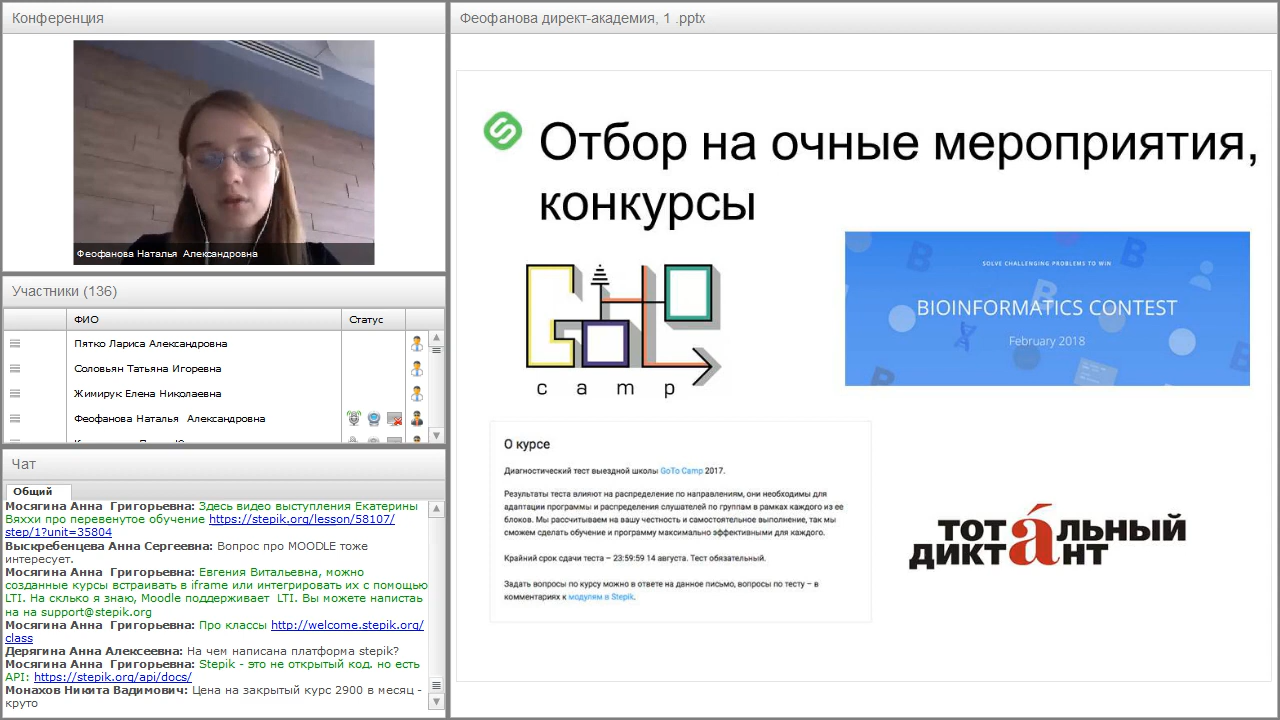 Конференция
Феофанова Наталья Александровна
Участники (136)
ФИО
Статус
Пятко Лариса Александровна
Соловьян Татьяна Игоревна
Жимирук Елена Николаевна
Феофанова Наталья Александровна
Чат
Общий
Мосягина Анна Григорьевна: Здесь видео выступления Екатерины
Вяххи про перевенутое обучение https://stepik.org/lesson/58107/
step/1?unit=35804
Выскребенцева Анна Сергеевна: Вопрос про MOODLE тоже
интересует.
Мосягина Анна Григорьевна: Евгения Витальевна, можно
созданные курсы встраивать в iframe или интегрировать их с помощью
LTI. На склько я знаю, Moodle поддерживает LTI. Вы можете написать
на на support@stepik.org
Мосягина Анна Григорьевна: Про классы http://welcome.stepik.org/
class
Дерягина Анна Алексеевна: На чем написана платформа stepik?
Мосягина Анна Григорьевна: Stepik - это не открытый код. но есть
API: https://stepik.org/api/docs/
Монахов Никита Вадимович: Цена на закрытый курс 2900 в месяц -
круто
Феофанова директ-академия, 1 .pptx
Отбор на очные мероприятия,
конкурсы
GoTo
camp
SOLVE CHALLENGING PROBLEMS TO WIN
BIOINFORMATICS CONTEST
February 2018
О курсе
Диагностический тест выездной школы GoTo Camp 2017.
Результаты теста влияют на распределение по направлениям, они необходимы для
адаптации программы и распределения слушателей по группам в рамках каждого из ее
блоков. Мы рассчитываем на вашу честность и самостоятельное выполнение, так мы
сможем сделать обучение и программу максимально эффективными для каждого.
Крайний срок сдачи теста – 23:59:59 14 августа. Тест обязательный.
Задать вопросы по курсу можно в ответе на данное письмо, вопросы по тесту – в
комментариях к модулям в Stepik.
тотáльный
диктáнт